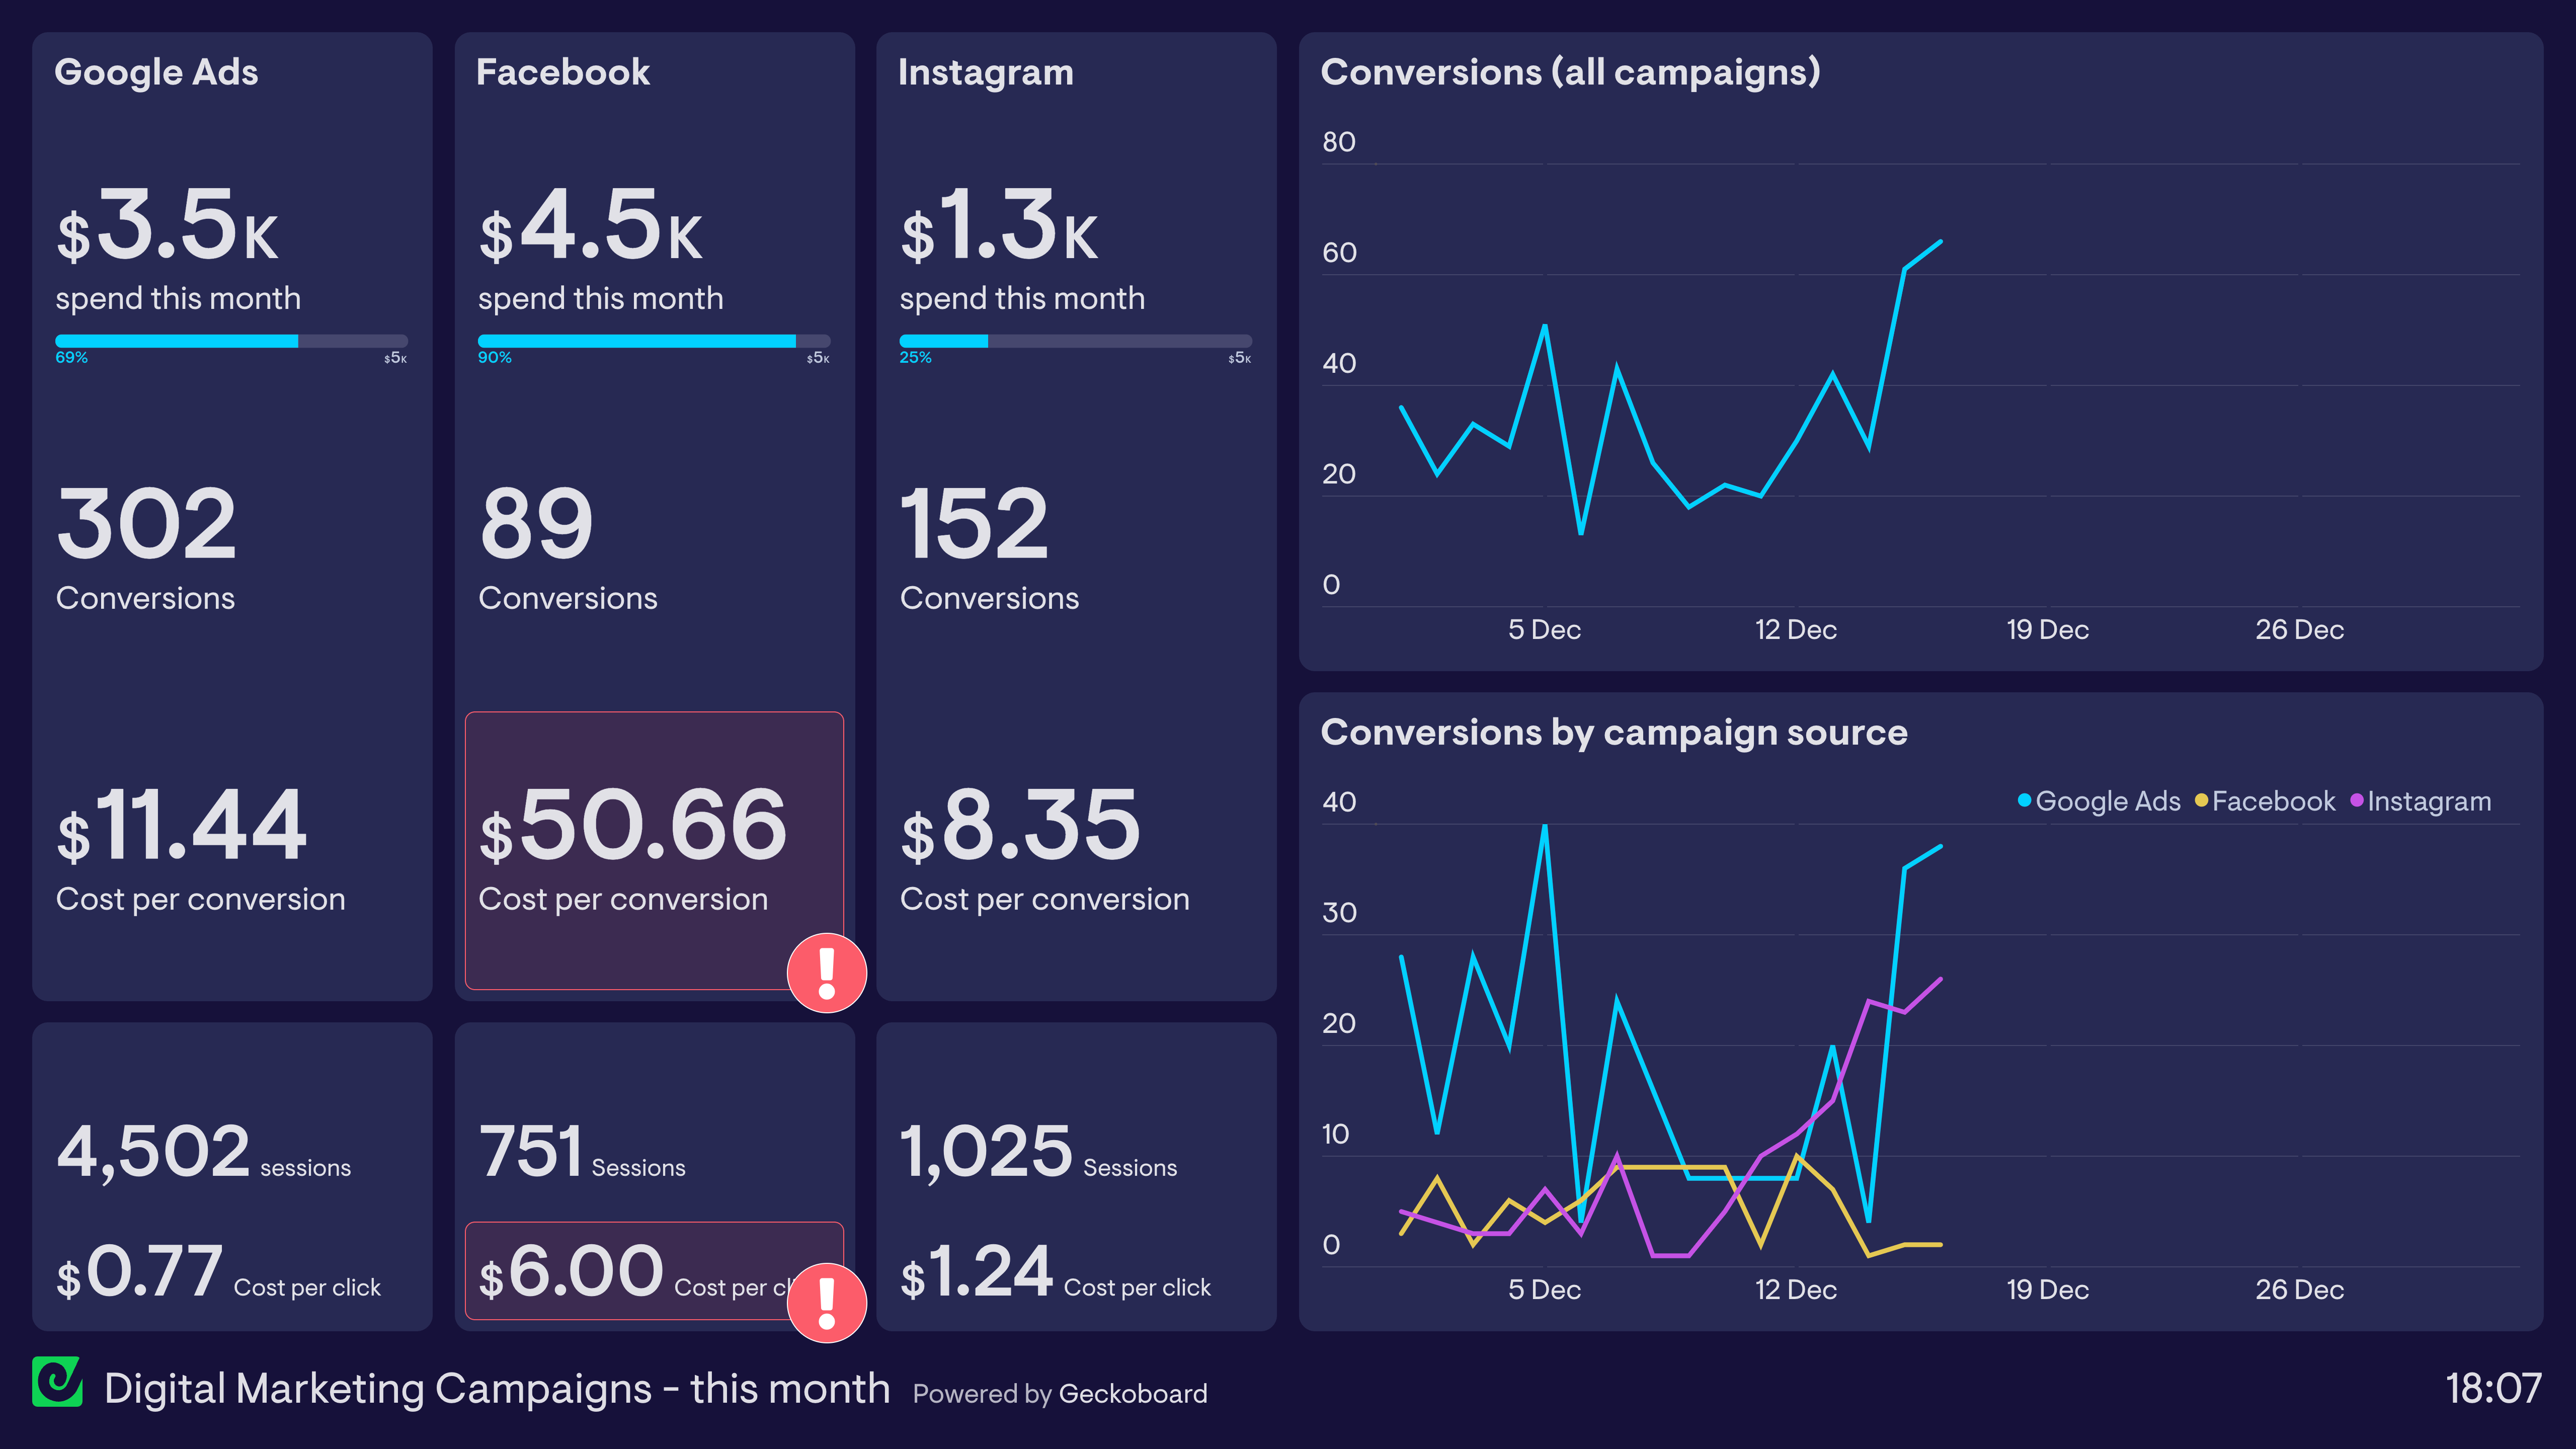 Google Ads
$3.5K
spend this month
69%
$5K
302
Conversions
$11.44
Cost per conversion
4,502 sessions
$0.77 Cost per click
Facebook
$4.5K
spend this month
90%
$5K
89
Conversions
$50.66
Cost per conversion
!
751 Sessions
$6.00 Cost per cl
!
Instagram
$1.3K
spend this month
25%
$5K
152
Conversions
$8.35
Cost per conversion
1,025 Sessions
$1.24 Cost per click
Conversions (all campaigns)
80
60
40
20
0
5 Dec 12 Dec 19 Dec 26 Dec
Conversions by campaign source
Google Ads Facebook Instagram
40
30
20
10
0
5 Dec 12 Dec 19 Dec 26 Dec
Digital Marketing Campaigns - this month Powered by Geckoboard
18:07